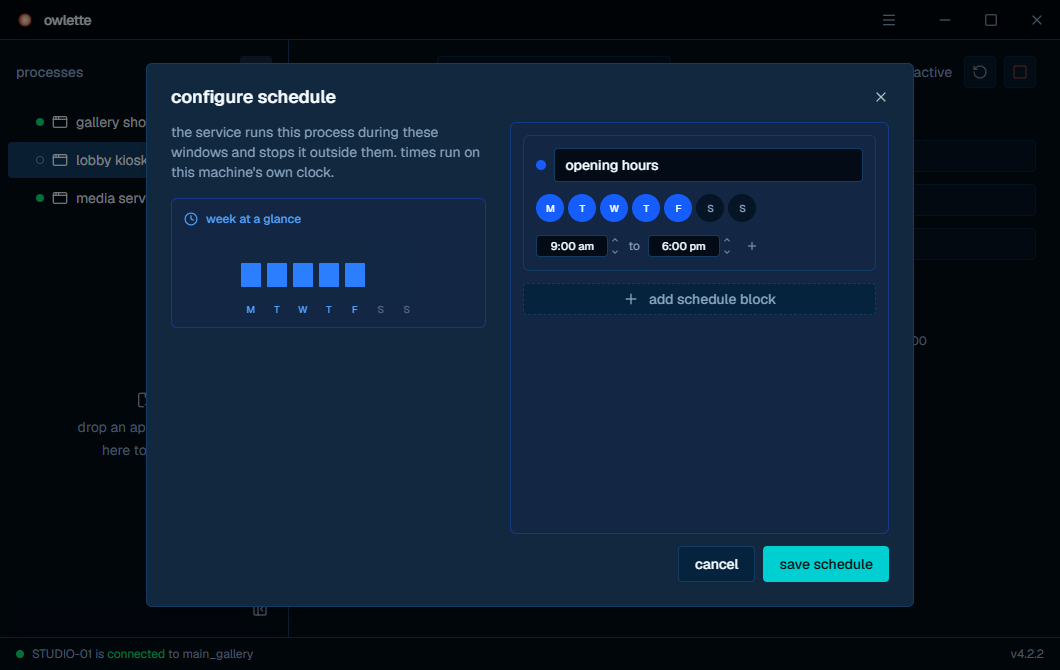 owlette
processes
active
gallery sho
lobby kiosk
media serv
drop an ap
here to
configure schedule
the service runs this process during these
windows and stops it outside them. times run on
this machine's own clock.
week at a glance
M T W T F S S
opening hours
M T W T F S S
9:00 am to 6:00 pm +
+ add schedule block
cancel save schedule
STUDIO-01 is connected to main_gallery
v4.2.2